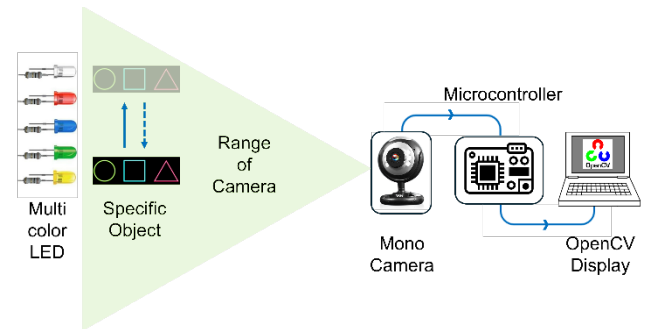 Multi
color
LED
Specific
Object
Range
of
Camera
Mono
Camera
Microcontroller
OpenCV
OpenCV
Display